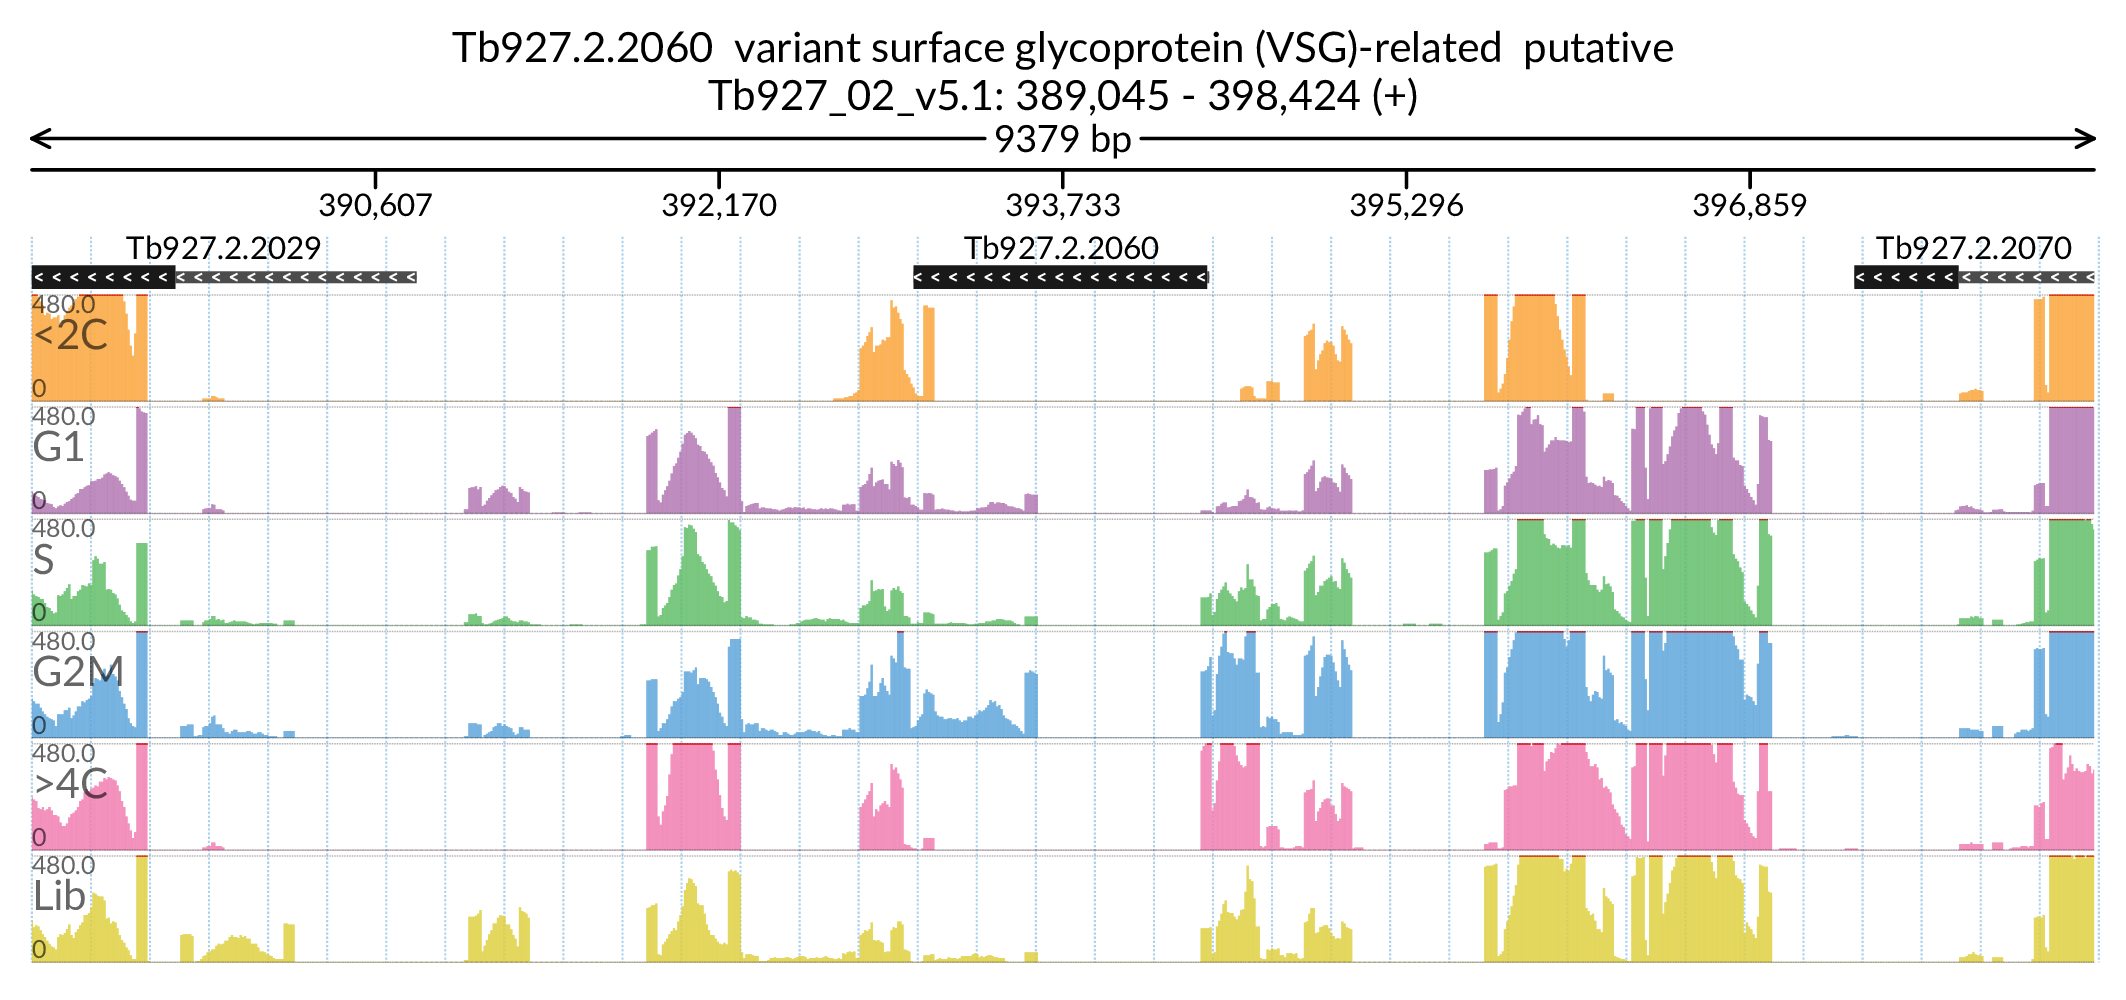 Tb927.2.2060  variant surface glycoprotein (VSG)-related  putative
Tb927_02_v5.1: 389,045 - 398,424 (+)
9379 bp
390,607 392,170 393,733 395,296 396,859
Tb927.2.2029 Tb927.2.2060 Tb927.2.2070
480.0
<2C
0
480.0
G1
0
480.0
S
0
480.0
G2M
0
480.0
>4C
0
480.0
Lib
0